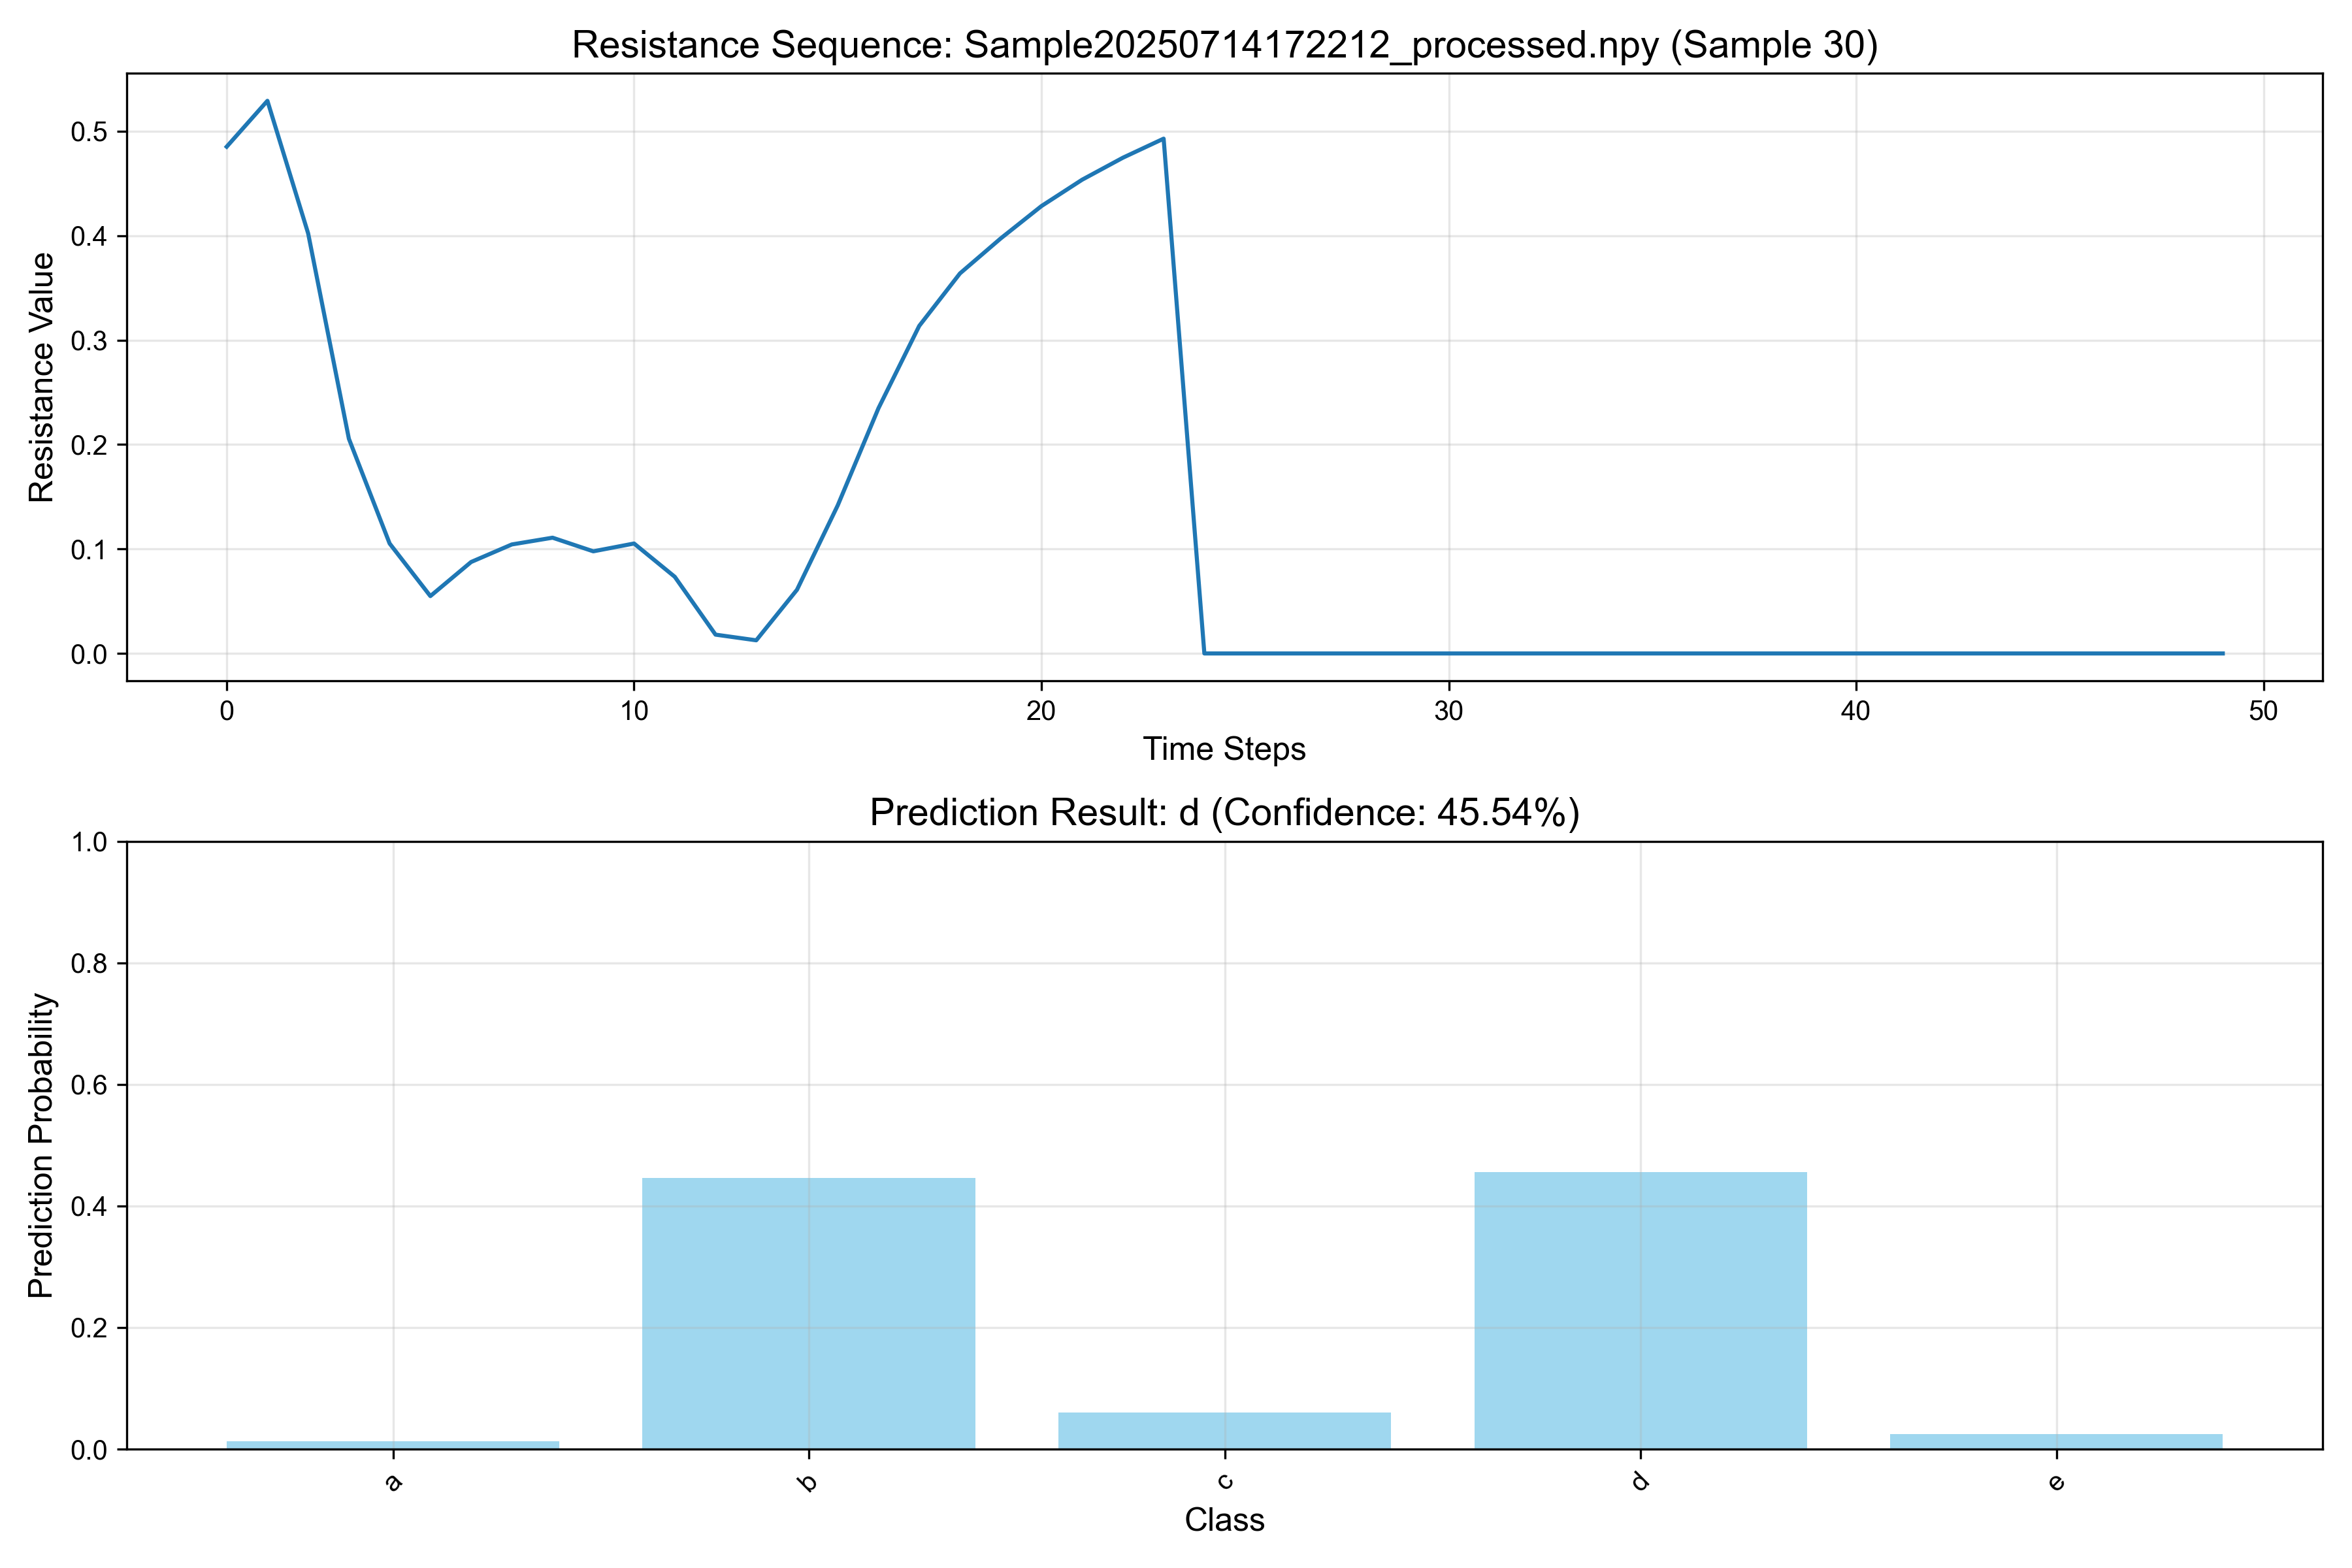 Resistance Sequence: Sample20250714172212_processed.npy (Sample 30)
Resistance Value
0.5
0.4
0.3
0.2
0.1
0.0
0 10 20 30 40 50
Time Steps
Prediction Result: d (Confidence: 45.54%)
Prediction Probability
1.0
0.8
0.6
0.4
0.2
0.0
a b c d e
Class